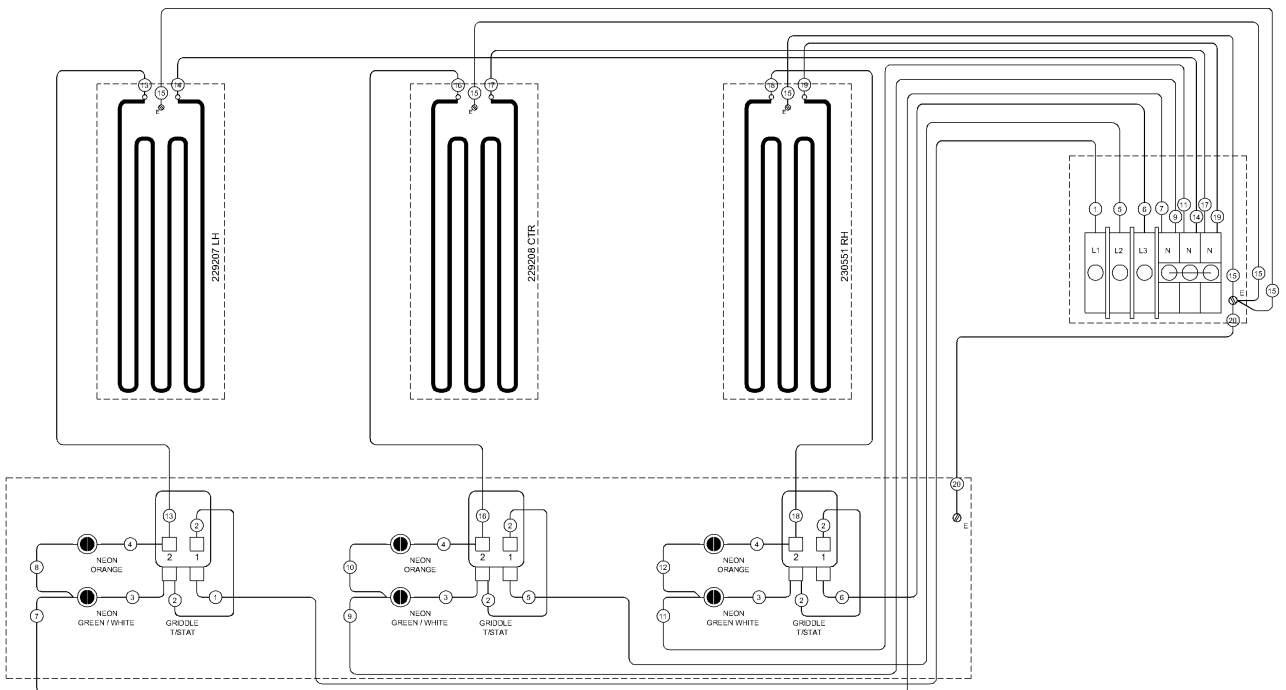 13
15
14
E
16
15
17
E
18
15
19
E
229207 LH
229208 CTR
230551 RH
1
5
6
7
9
11
14
17
19
L1
L2
L3
N
N
N
15
15
15
E
20
20
E
13
2
2
1
4
8
NEON
ORANGE
3
2
1
7
NEON
GREEN / WHITE
GRIDDLE
T/STAT
16
2
2
1
4
10
NEON
ORANGE
3
2
5
9
NEON
GREEN / WHITE
GRIDDLE
T/STAT
18
2
2
1
4
12
NEON
ORANGE
3
2
6
11
NEON
GREEN WHITE
GRIDDLE
T/STAT